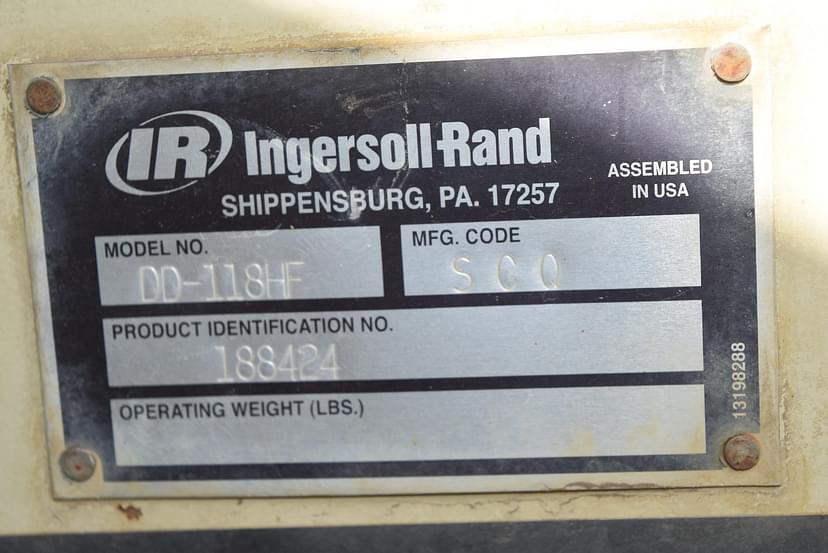 IR Ingersoll-Rand
SHIPPENSBURG, PA. 17257
ASSEMBLED
IN USA
MODEL NO.
DD-118HF
MFG. CODE
S C Q
PRODUCT IDENTIFICATION NO.
188424
OPERATING WEIGHT (LBS.)
13198288